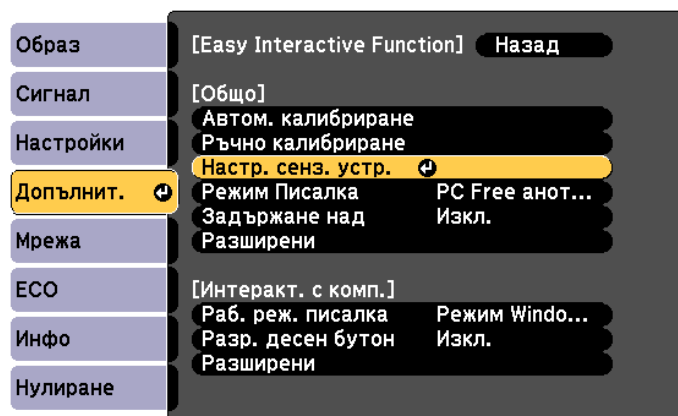 Образ
Сигнал
Настройки
Допълнит.
Мрежа
ECO
Инфо
Нулиране
[Easy Interactive Function] Назад
[Общо]
Автом. калибриране
Ръчно калибриране
Настр. сенз. устр.
Режим Писалка PC Free анот...
Задържане над Изкл.
Разширени
[Интеракт. с комп.]
Раб. реж. писалка Режим Windo...
Разр. десен бутон Изкл.
Разширени